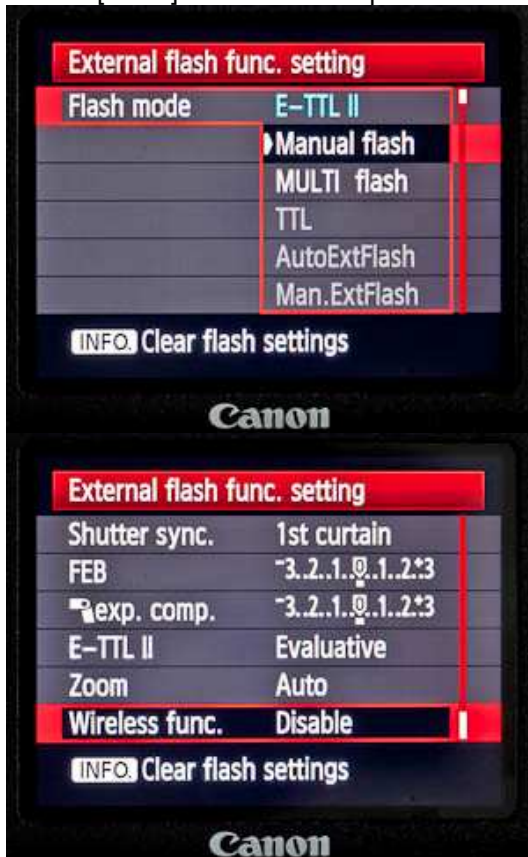 External flash func. setting
Flash mode E-TTL II
Manual flash
MULTI flash
TTL
AutoExtFlash
Man.ExtFlash
INFO. Clear flash settings
Canon
External flash func. setting
Shutter sync. 1st curtain
FEB -3..2..1..0..1..2.+3
exp. comp. -3..2..1..0..1..2.+3
E-TTL II Evaluative
Zoom Auto
Wireless func. Disable
INFO. Clear flash settings
Canon